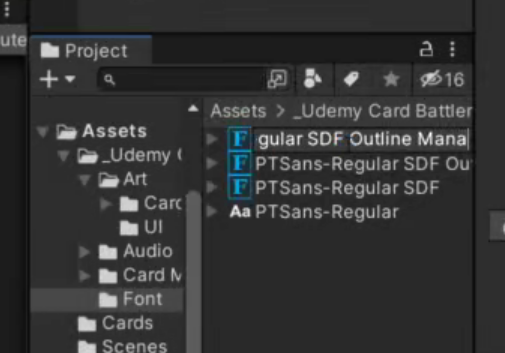 ute
Project
16
Assets > _Udemy Card Battler
Assets
_Udemy
Art
Card
UI
Audio
Card M
Font
Cards
Scenes
gular SDF Outline Mana
PTSans-Regular SDF Ou
PTSans-Regular SDF
Aa PTSans-Regular